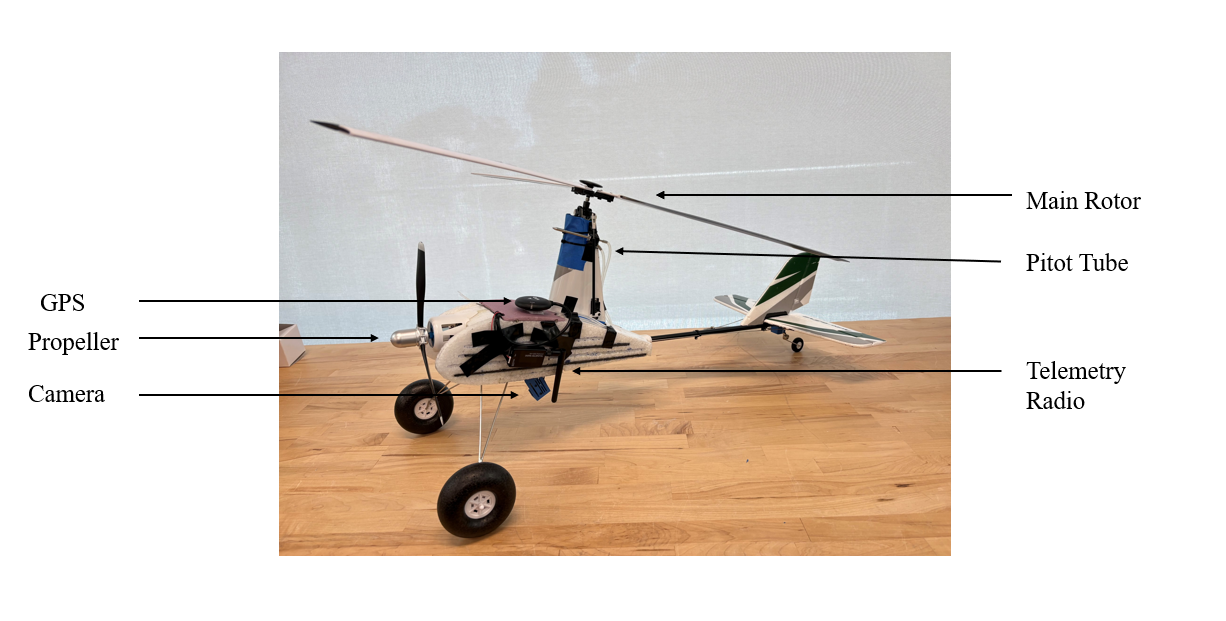 Main Rotor
Pitot Tube
GPS
Propeller
Telemetry
Camera
Radio